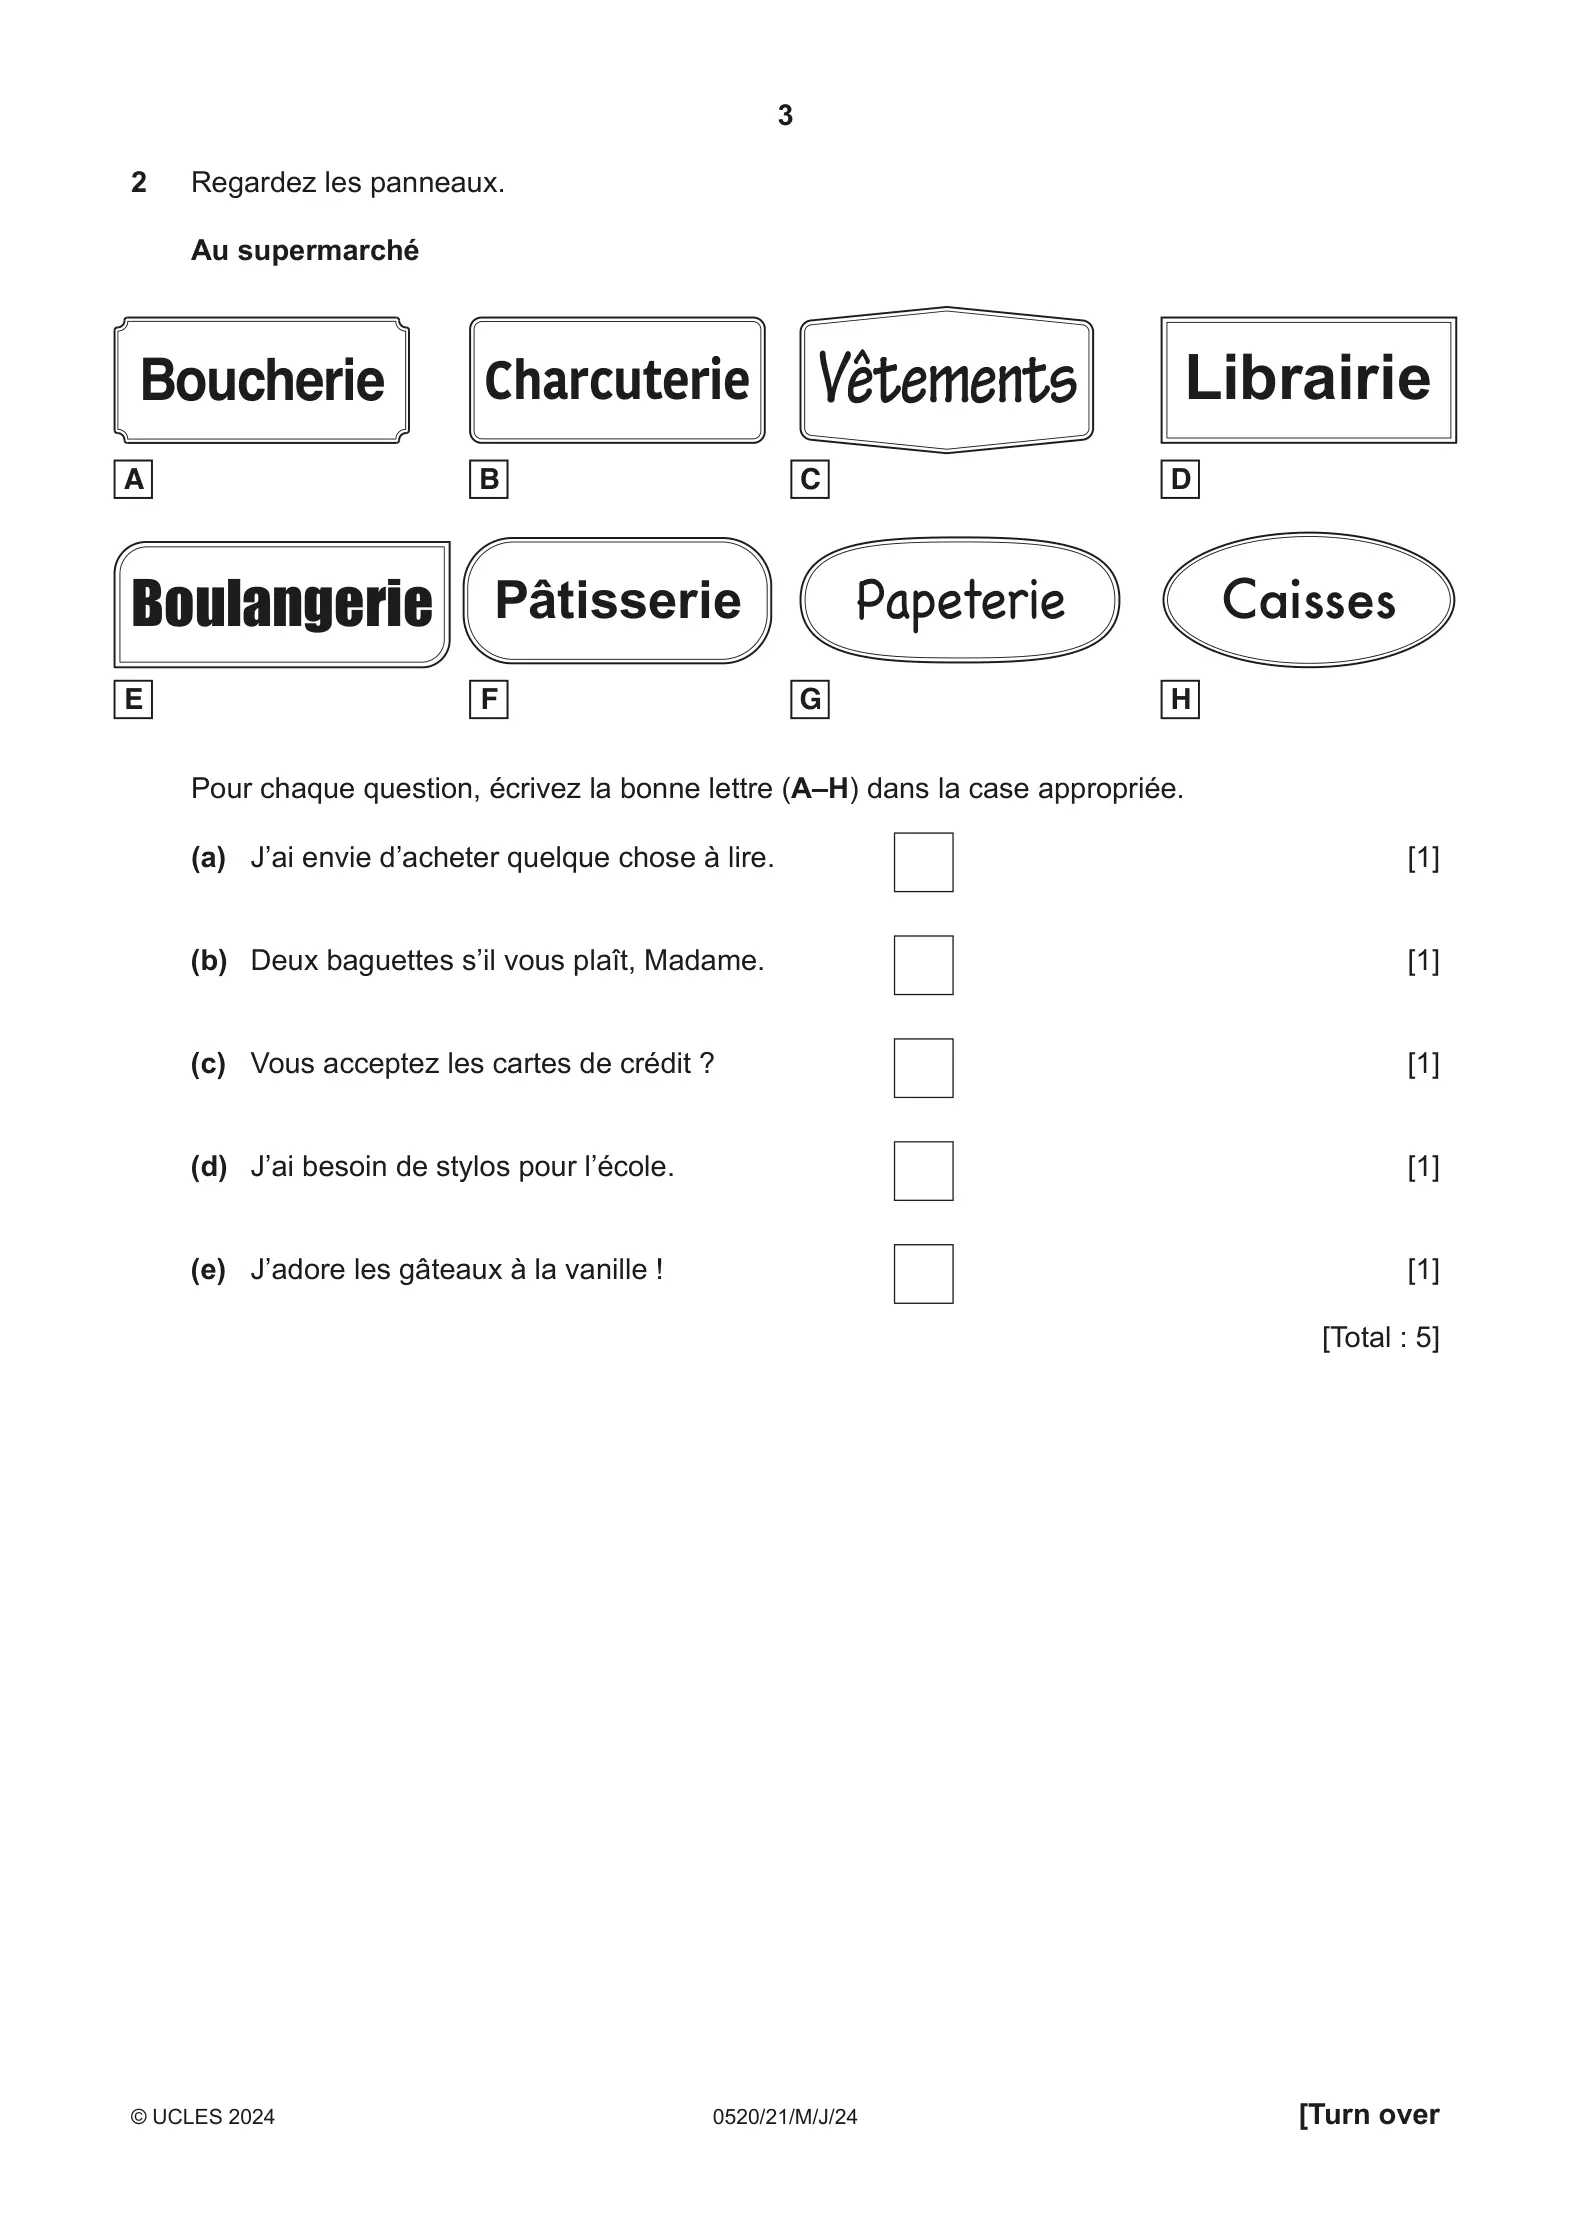 3
2 Regardez les panneaux.
Au supermarché
Boucherie Charcuterie Vêtements Librairie
A B C D
Boulangerie Pâtisserie Papeterie Caisses
E F G H
Pour chaque question, écrivez la bonne lettre (A–H) dans la case appropriée.
(a) J’ai envie d’acheter quelque chose à lire. [1]
(b) Deux baguettes s’il vous plaît, Madame. [1]
(c) Vous acceptez les cartes de crédit ? [1]
(d) J’ai besoin de stylos pour l’école. [1]
(e) J’adore les gâteaux à la vanille ! [1]
[Total : 5]
© UCLES 2024 0520/21/M/J/24 [Turn over